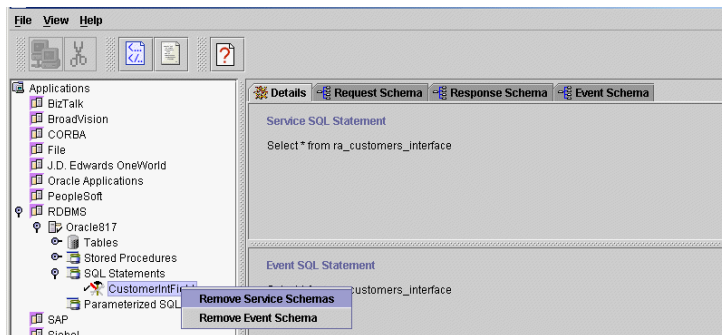 File View Help
Applications
BizTalk
BroadVision
CORBA
File
J.D. Edwards OneWorld
Oracle Applications
PeopleSoft
RDBMS
Oracle817
Tables
Stored Procedures
SQL Statements
CustomerIntField
Parameterized SQL
SAP
Siebel
Details Request Schema Response Schema Event Schema
Service SQL Statement
Select * from ra_customers_interface
Event SQL Statement
customers_interface
Remove Service Schemas
Remove Event Schema